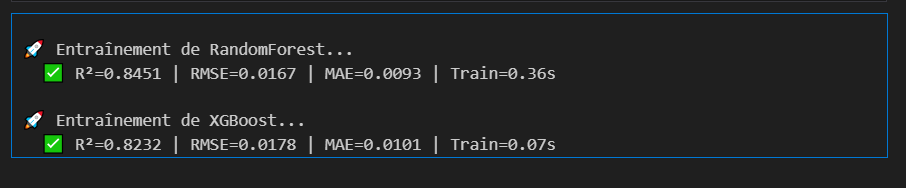 🚀 Entraînement de RandomForest...
✅ R²=0.8451 | RMSE=0.0167 | MAE=0.0093 | Train=0.36s
🚀 Entraînement de XGBoost...
✅ R²=0.8232 | RMSE=0.0178 | MAE=0.0101 | Train=0.07s